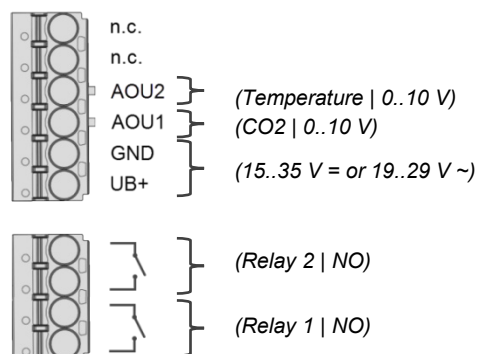 n.c.
n.c.
AOU2 (Temperature | 0..10 V)
AOU1 (CO2 | 0..10 V)
GND
(15..35 V = or 19..29 V ~)
UB+
(Relay 2 | NO)
(Relay 1 | NO)